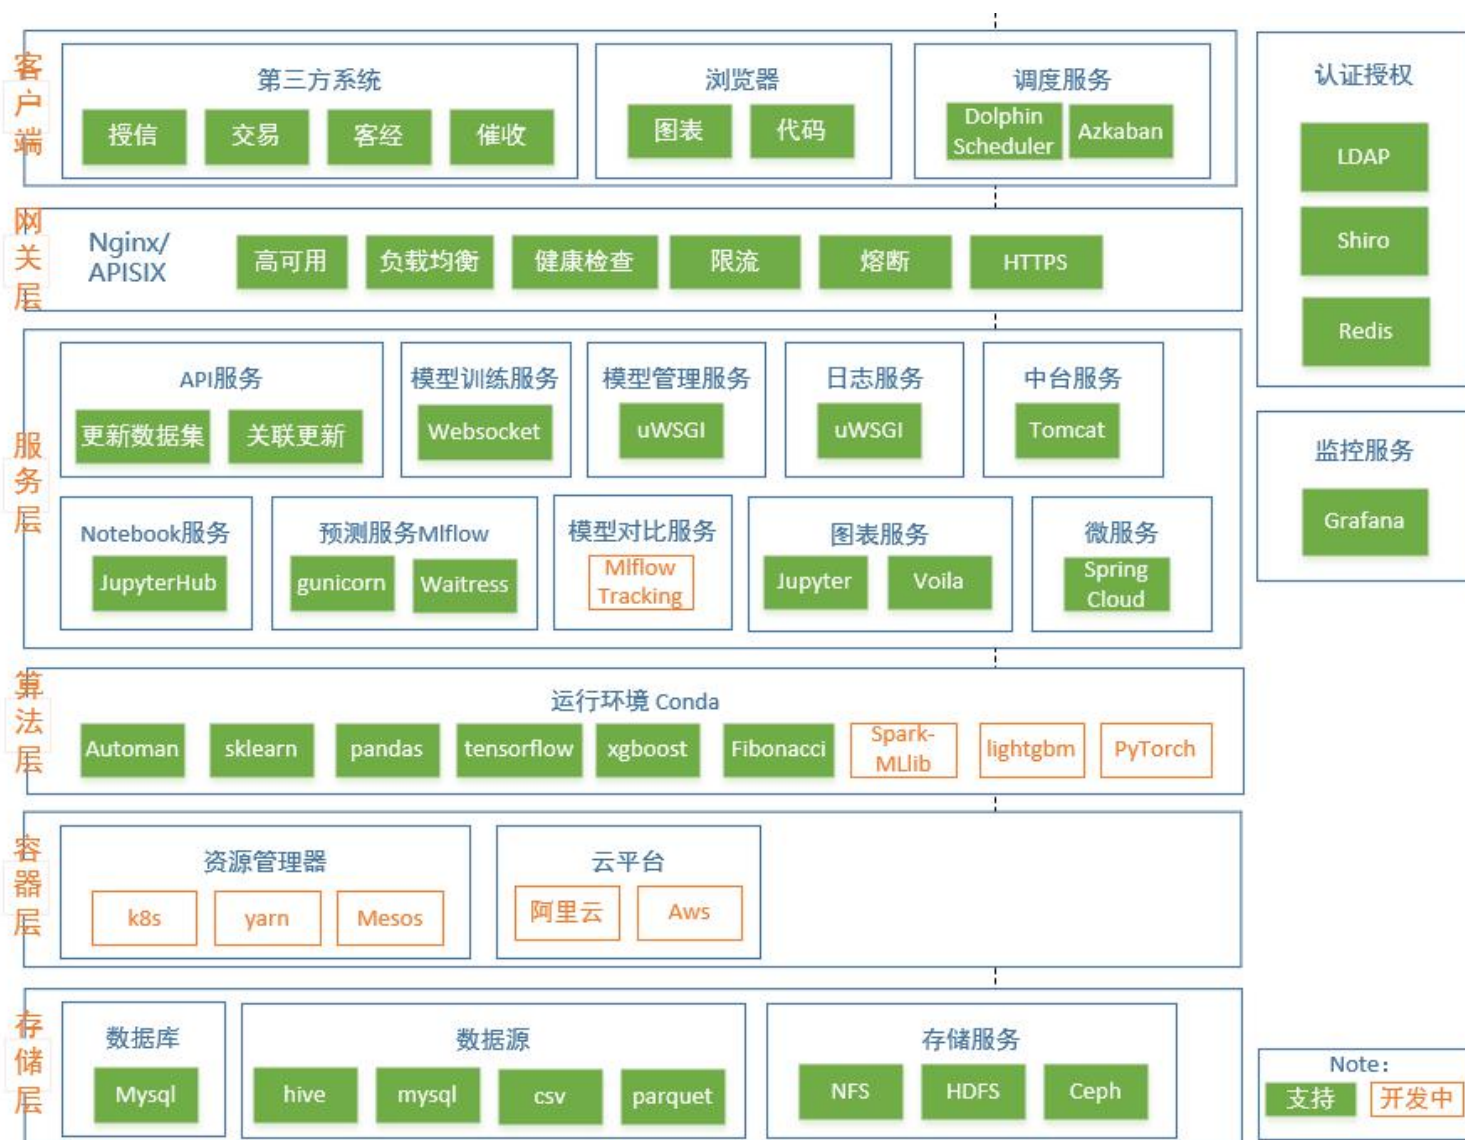 客户端
第三方系统
授信
交易
客经
催收
浏览器
图表
代码
调度服务
Dolphin
Scheduler
Azkaban
网关层
Nginx/
APISIX
高可用
负载均衡
健康检查
限流
熔断
HTTPS
服务层
API服务
更新数据集
关联更新
模型训练服务
Websocket
模型管理服务
uWSGI
日志服务
uWSGI
中台服务
Tomcat
Notebook服务
JupyterHub
预测服务Mlflow
gunicorn
Waitress
模型对比服务
Mlflow
Tracking
图表服务
Jupyter
Voila
微服务
Spring
Cloud
算法层
运行环境 Conda
Automan
sklearn
pandas
tensorflow
xgboost
Fibonacci
Spark-
MLlib
lightgbm
PyTorch
容器层
资源管理器
k8s
yarn
Mesos
云平台
阿里云
Aws
存储层
数据库
Mysql
数据源
hive
mysql
csv
parquet
存储服务
NFS
HDFS
Ceph
认证授权
LDAP
Shiro
Redis
监控服务
Grafana
Note：
支持
开发中